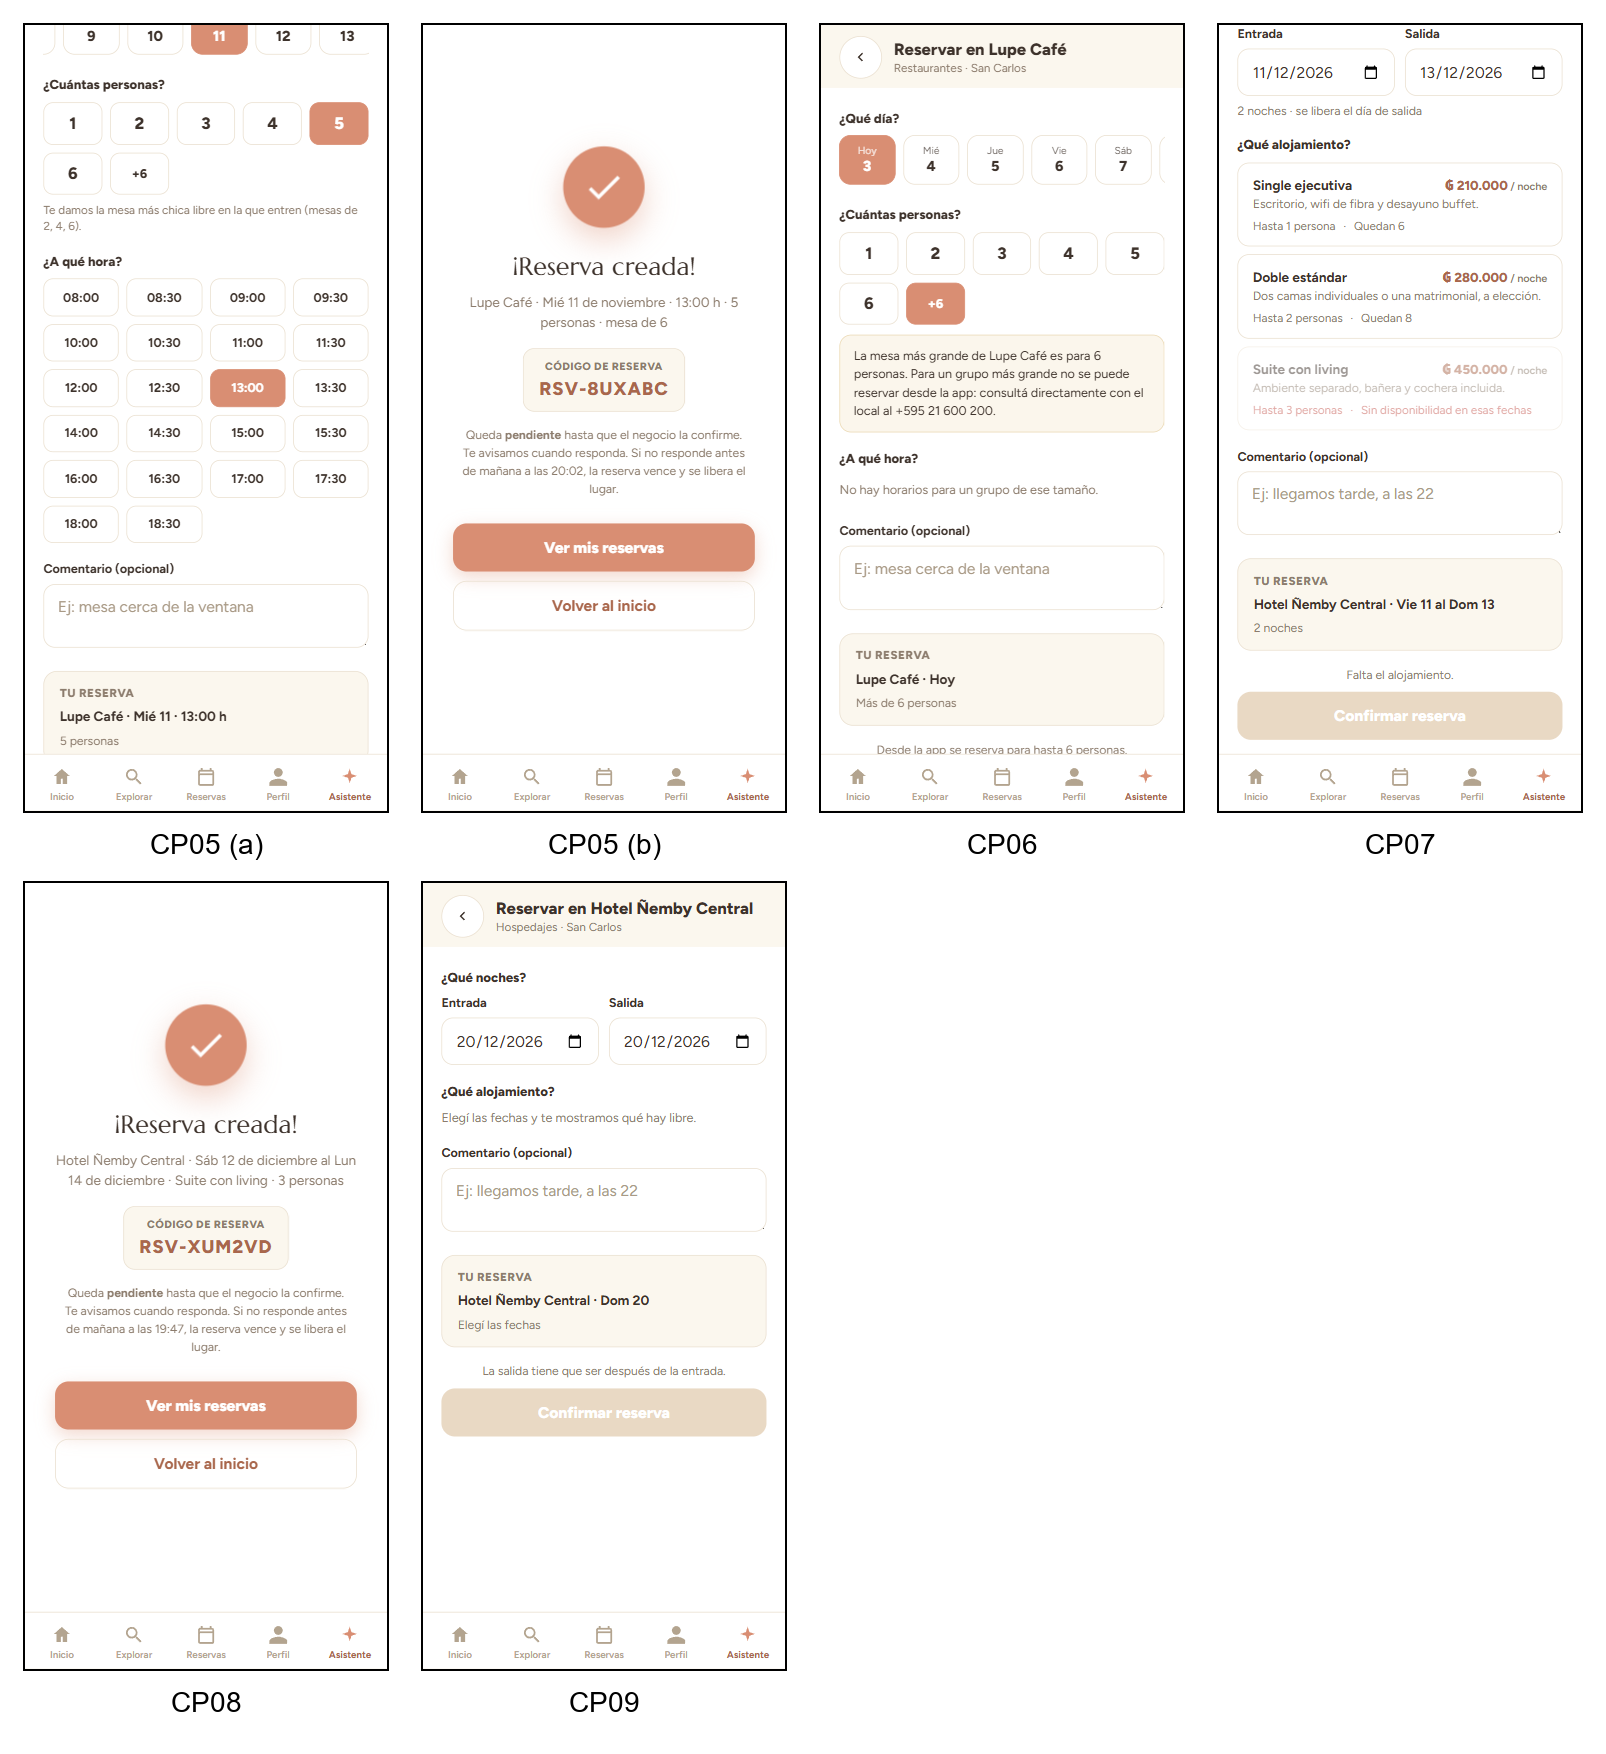 9 10 11 12 13
¿Cuántas personas?
1 2 3 4 5
6 +6
Te damos la mesa más chica libre en la que entren (mesas de
2, 4, 6).
¿A qué hora?
08:00 08:30 09:00 09:30
10:00 10:30 11:00 11:30
12:00 12:30 13:00 13:30
14:00 14:30 15:00 15:30
16:00 16:30 17:00 17:30
18:00 18:30
Comentario (opcional)
Ej: mesa cerca de la ventana
TU RESERVA
Lupe Café · Mié 11 · 13:00 h
5 personas
Inicio Explorar Reservas Perfil Asistente
CP05 (a)
¡Reserva creada!
Lupe Café · Mié 11 de noviembre · 13:00 h · 5
personas · mesa de 6
CÓDIGO DE RESERVA
RSV-8UXABC
Queda pendiente hasta que el negocio la confirme.
Te avisamos cuando responda. Si no responde antes
de mañana a las 20:02, la reserva vence y se libera el
lugar.
Ver mis reservas
Volver al inicio
Inicio Explorar Reservas Perfil Asistente
CP05 (b)
Reservar en Lupe Café
Restaurantes · San Carlos
¿Qué día?
Hoy Mié Jue Vie Sáb
3 4 5 6 7
¿Cuántas personas?
1 2 3 4 5
6 +6
La mesa más grande de Lupe Café es para 6
personas. Para un grupo más grande no se puede
reservar desde la app: consultá directamente con el
local al +595 21 600 200.
¿A qué hora?
No hay horarios para un grupo de ese tamaño.
Comentario (opcional)
Ej: mesa cerca de la ventana
TU RESERVA
Lupe Café · Hoy
Más de 6 personas
Desde la app se reserva para hasta 6 personas.
Inicio Explorar Reservas Perfil Asistente
CP06
Entrada Salida
11/12/2026 13/12/2026
2 noches · se libera el día de salida
¿Qué alojamiento?
Single ejecutiva ₲ 210.000 / noche
Escritorio, wifi de fibra y desayuno buffet.
Hasta 1 persona · Quedan 6
Doble estándar ₲ 280.000 / noche
Dos camas individuales o una matrimonial, a elección.
Hasta 2 personas · Quedan 8
Suite con living ₲ 450.000 / noche
Ambiente separado, bañera y cochera incluida.
Hasta 3 personas · Sin disponibilidad en esas fechas
Comentario (opcional)
Ej: llegamos tarde, a las 22
TU RESERVA
Hotel Ñemby Central · Vie 11 al Dom 13
2 noches
Falta el alojamiento.
Confirmar reserva
Inicio Explorar Reservas Perfil Asistente
CP07
¡Reserva creada!
Hotel Ñemby Central · Sáb 12 de diciembre al Lun
14 de diciembre · Suite con living · 3 personas
CÓDIGO DE RESERVA
RSV-XUM2VD
Queda pendiente hasta que el negocio la confirme.
Te avisamos cuando responda. Si no responde antes
de mañana a las 19:47, la reserva vence y se libera el
lugar.
Ver mis reservas
Volver al inicio
Inicio Explorar Reservas Perfil Asistente
CP08
Reservar en Hotel Ñemby Central
Hospedajes · San Carlos
¿Qué noches?
Entrada Salida
20/12/2026 20/12/2026
¿Qué alojamiento?
Elegí las fechas y te mostramos qué hay libre.
Comentario (opcional)
Ej: llegamos tarde, a las 22
TU RESERVA
Hotel Ñemby Central · Dom 20
Elegí las fechas
La salida tiene que ser después de la entrada.
Confirmar reserva
Inicio Explorar Reservas Perfil Asistente
CP09